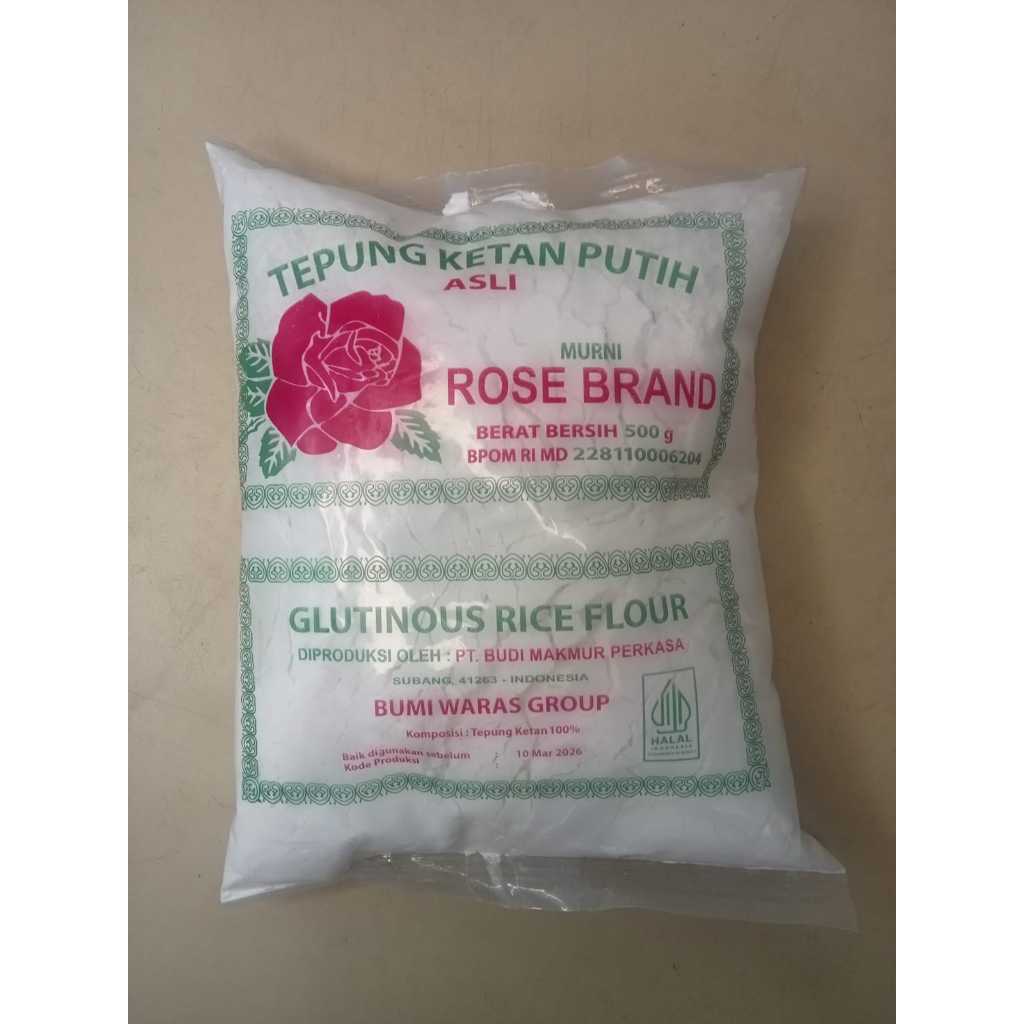 TEPUNG KETAN PUTIH
ASLI
MURNI
ROSE BRAND
BERAT BERSIH 500 g
BPOM RI MD 228110006204
GLUTINOUS RICE FLOUR
DIPRODUKSI OLEH : PT. BUDI MAKMUR PERKASA
SUBANG, 41263 - INDONESIA
BUMI WARAS GROUP
Komposisi : Tepung Ketan 100%
Baik digunakan sebelum : 10 Mar 2026
Kode Produksi :
HALAL
INDONESIA